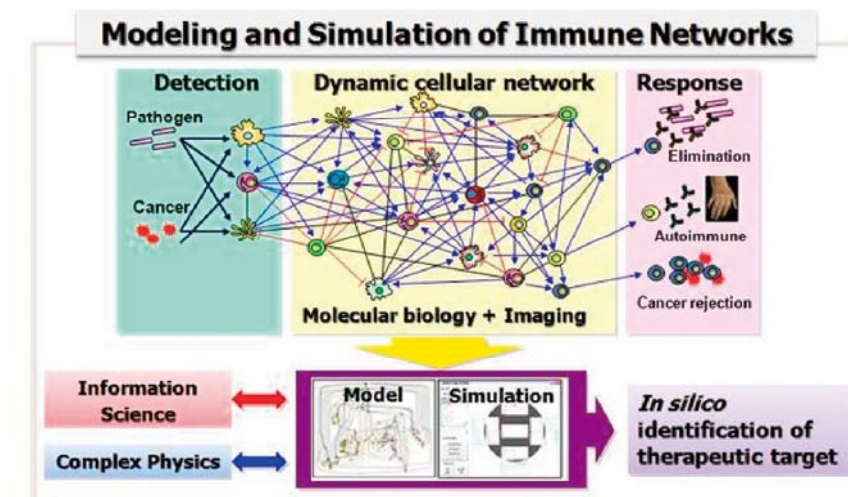 Modeling and Simulation of Immune Networks
Detection
Dynamic cellular network
Response
Pathogen
Cancer
Elimination
Autoimmune
Cancer rejection
Molecular biology + Imaging
Information
Science
Complex Physics
Model
Simulation
In silico
identification of
therapeutic target